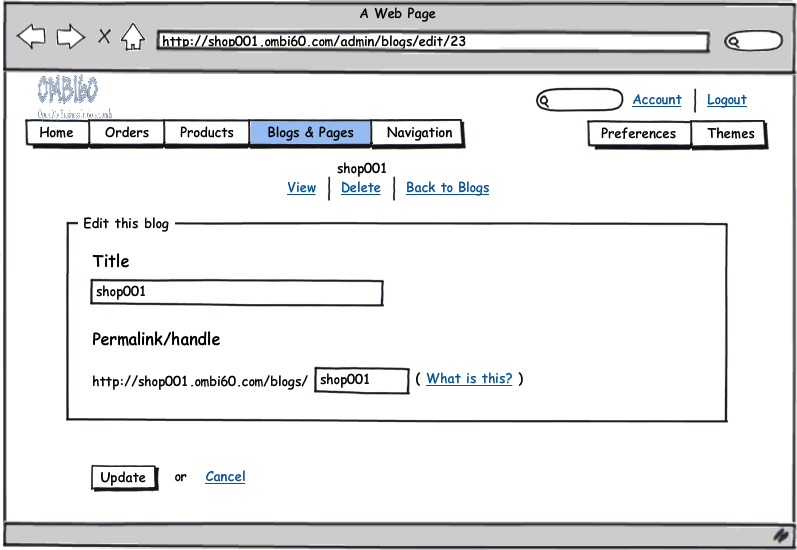 A Web Page
http://shop001.ombi60.com/admin/blogs/edit/23
OMBI60
Account Logout
Home Orders Products Blogs & Pages Navigation Preferences Themes
shop001
View Delete Back to Blogs
Edit this blog
Title
shop001
Permalink/handle
http://shop001.ombi60.com/blogs/ shop001 ( What is this? )
Update or Cancel